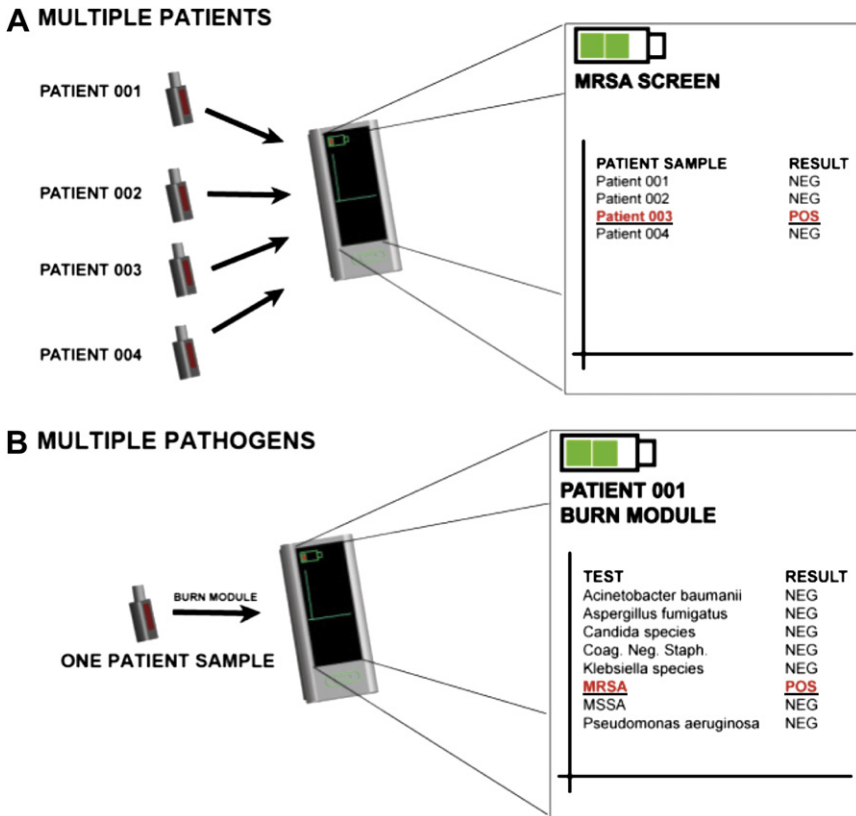 A MULTIPLE PATIENTS
PATIENT 001
PATIENT 002
PATIENT 003
PATIENT 004
MRSA SCREEN
PATIENT SAMPLE RESULT
Patient 001 NEG
Patient 002 NEG
Patient 003 POS
Patient 004 NEG
B MULTIPLE PATHOGENS
BURN MODULE
ONE PATIENT SAMPLE
PATIENT 001
BURN MODULE
TEST RESULT
Acinetobacter baumanii NEG
Aspergillus fumigatus NEG
Candida species NEG
Coag. Neg. Staph. NEG
Klebsiella species NEG
MRSA POS
MSSA NEG
Pseudomonas aeruginosa NEG